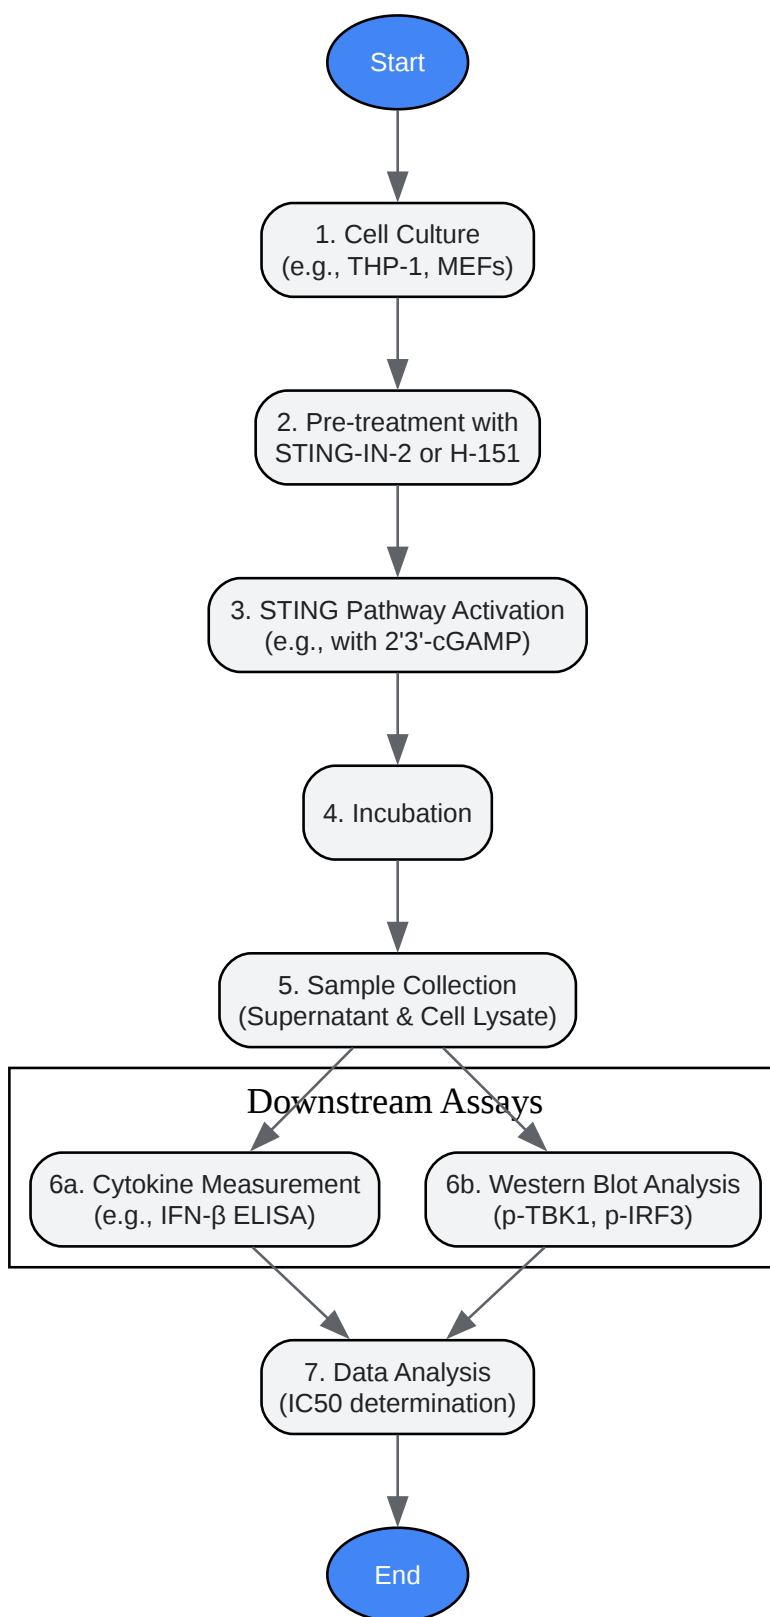 Start
1. Cell Culture
(e.g., THP-1, MEFs)
2. Pre-treatment with
STING-IN-2 or H-151
3. STING Pathway Activation
(e.g., with 2'3'-cGAMP)
4. Incubation
5. Sample Collection
(Supernatant & Cell Lysate)
Downstream Assays
6a. Cytokine Measurement
(e.g., IFN-β ELISA)
6b. Western Blot Analysis
(p-TBK1, p-IRF3)
7. Data Analysis
(IC50 determination)
End